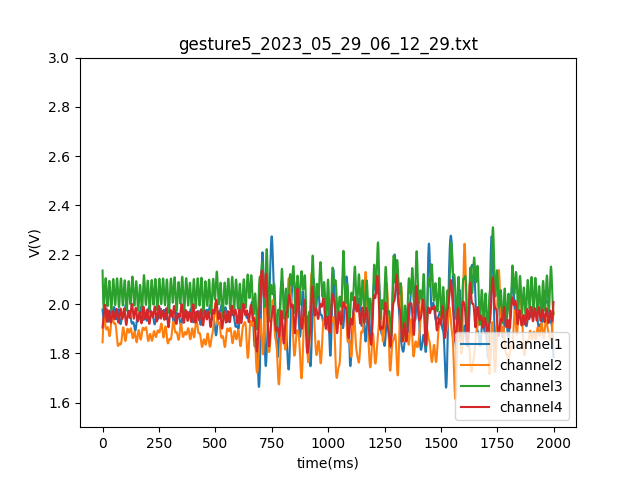 gesture5_2023_05_29_06_12_29.txt
3.0
2.8
2.6
2.4
2.2
2.0
1.8
1.6
V(V)
channel1
channel2
channel3
channel4
0 250 500 750 1000 1250 1500 1750 2000
time(ms)